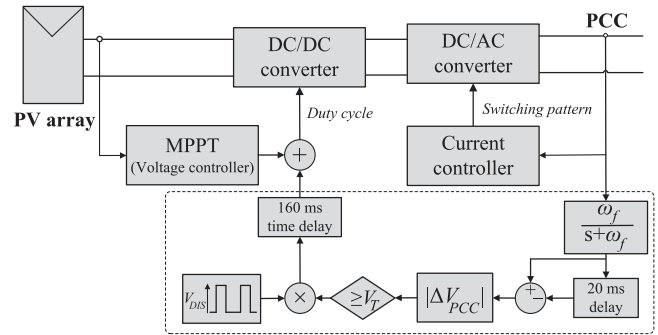 PCC
DC/DC
converter
DC/AC
converter
PV array
Duty cycle
Switching pattern
MPPT
(Voltage controller)
+
Current
controller
160 ms
time delay
ω_f
s+ω_f
V_DIS
×
≥V_T
|ΔV_PCC|
+
−
20 ms
delay